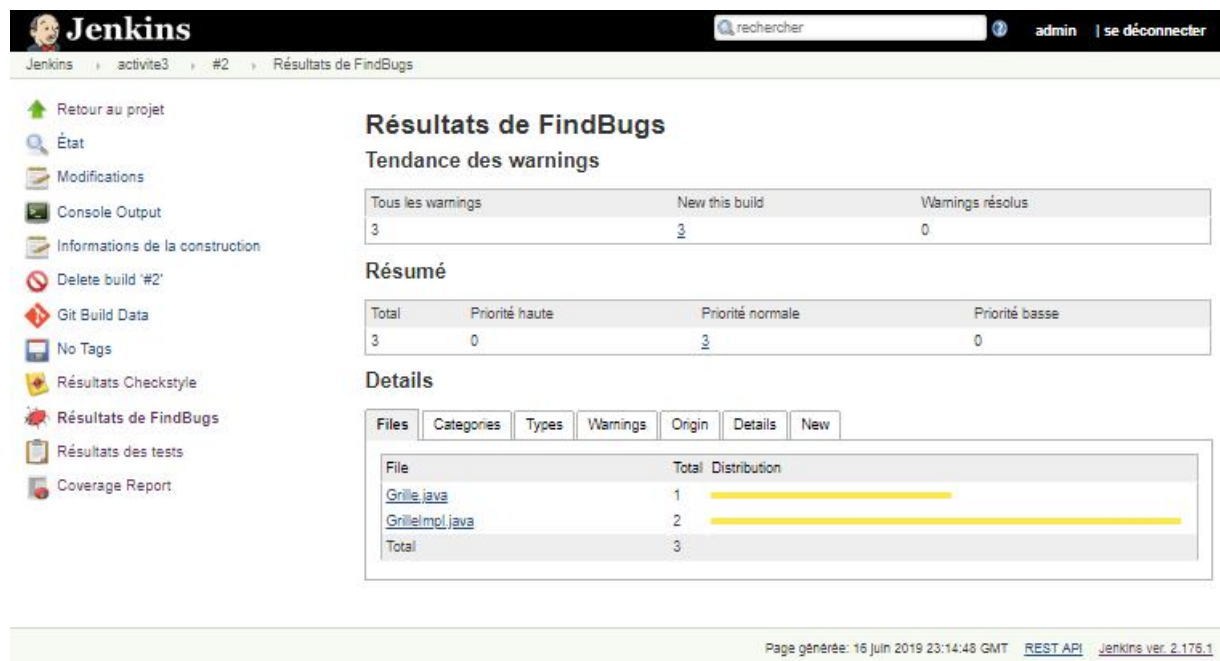 Jenkins
rechercher
admin | se déconnecter
Jenkins › activite3 › #2 › Résultats de FindBugs
Retour au projet
État
Modifications
Console Output
Informations de la construction
Delete build '#2'
Git Build Data
No Tags
Résultats Checkstyle
Résultats de FindBugs
Résultats des tests
Coverage Report
Résultats de FindBugs
Tendance des warnings
Tous les warnings New this build Warnings résolus
3 3 0
Résumé
Total Priorité haute Priorité normale Priorité basse
3 0 3 0
Details
Files Categories Types Warnings Origin Details New
File Total Distribution
Grille.java 1
GrilleImpl.java 2
Total 3
Page générée: 16 juin 2019 23:14:48 GMT REST API Jenkins ver. 2.176.1